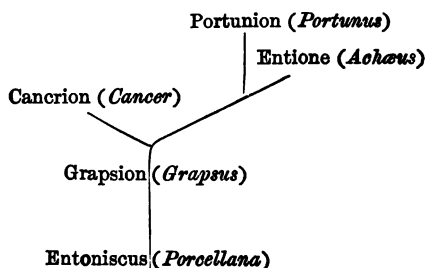 Portunion (Portunus)
Entione (Achæus)
Cancrion (Cancer)
Grapsion (Grapsus)
Entoniscus (Porcellana)